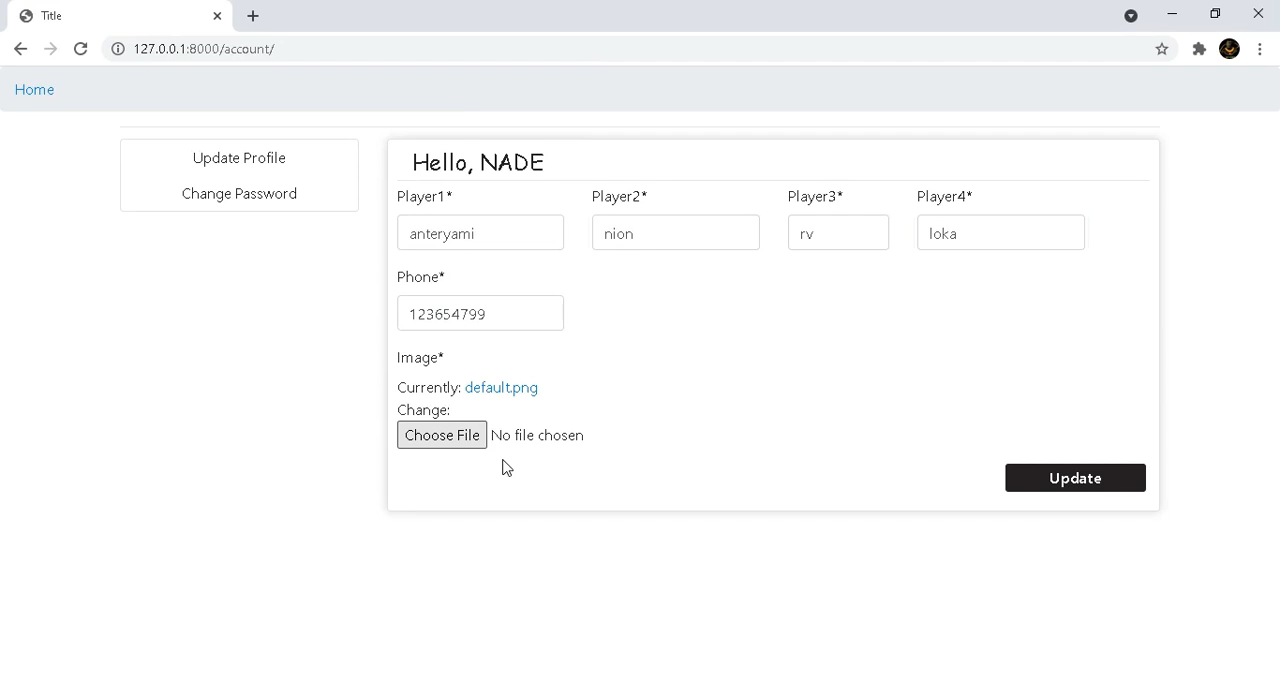 Title
127.0.0.1:8000/account/
Home
Update Profile
Change Password
Hello, NADE
Player1* Player2* Player3* Player4*
anteryami nion rv loka
Phone*
123654799
Image*
Currently: default.png
Change:
Choose File No file chosen
Update